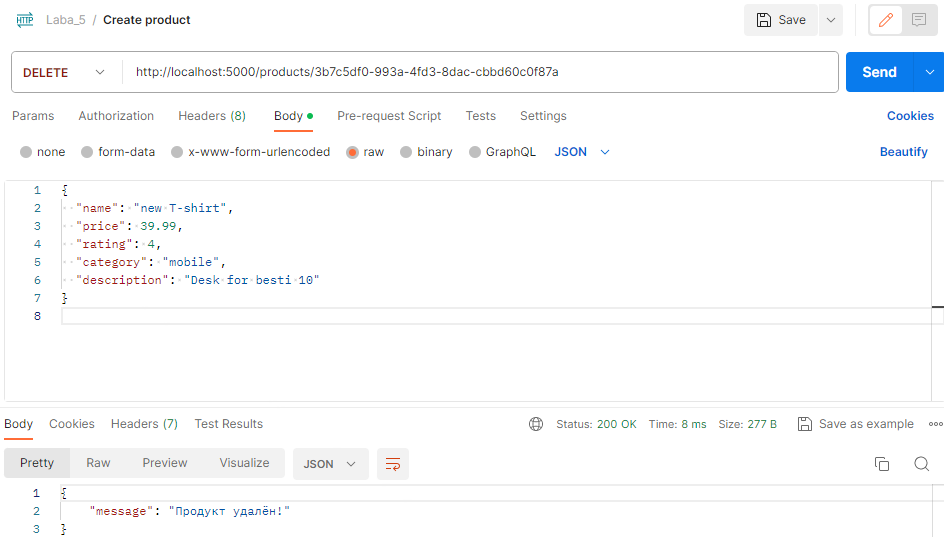 HTTP Laba_5 / Create product Save
DELETE http://localhost:5000/products/3b7c5df0-993a-4fd3-8dac-cbbd60c0f87a Send
Params Authorization Headers (8) Body Pre-request Script Tests Settings Cookies
none form-data x-www-form-urlencoded raw binary GraphQL JSON Beautify
1 {
2 "name": "new T-shirt",
3 "price": 39.99,
4 "rating": 4,
5 "category": "mobile",
6 "description": "Desk for besti 10"
7 }
8
Body Cookies Headers (7) Test Results Status: 200 OK Time: 8 ms Size: 277 B Save as example
Pretty Raw Preview Visualize JSON
1 {
2 "message": "Продукт удалён!"
3 }